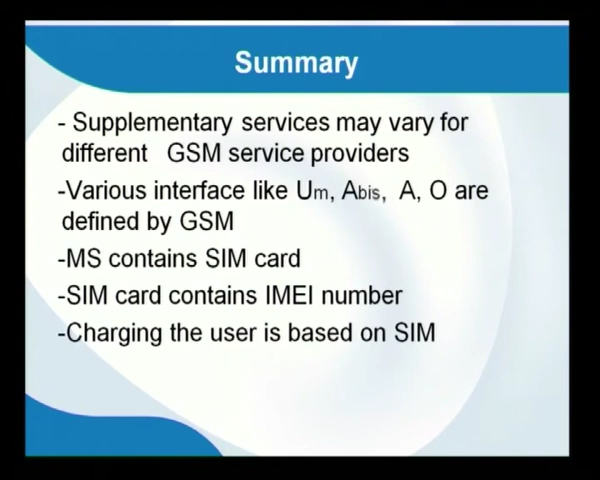 Summary
- Supplementary services may vary for
different GSM service providers
-Various interface like Um, Abis, A, O are
defined by GSM
-MS contains SIM card
-SIM card contains IMEI number
-Charging the user is based on SIM